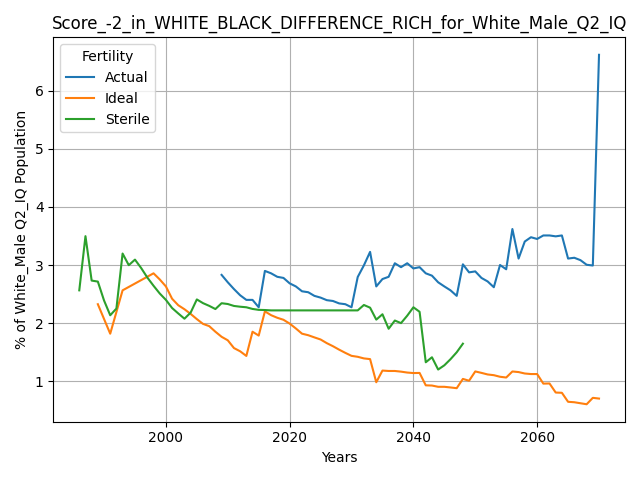 Score_-2_in_WHITE_BLACK_DIFFERENCE_RICH_for_White_Male_Q2_IQ
Fertility
Actual
Ideal
Sterile
% of White_Male Q2_IQ Population
6
5
4
3
2
1
2000
2020
2040
2060
Years